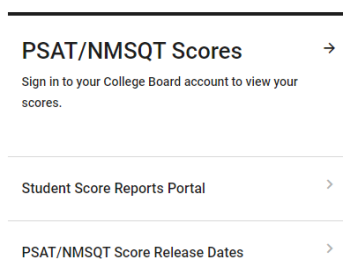 PSAT/NMSQT Scores
Sign in to your College Board account to view your
scores.
Student Score Reports Portal
PSAT/NMSQT Score Release Dates